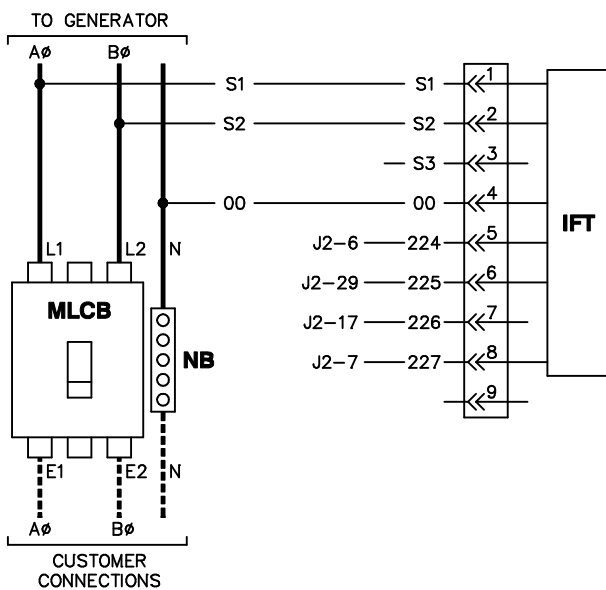 TO GENERATOR
AØ BØ
S1 S1 1
S2 S2 2
S3 3
00 00 4
IFT
L1 L2 N J2-6 224 5
J2-29 225 6
MLCB
J2-17 226 7
NB J2-7 227 8
9
E1 E2 N
AØ BØ
CUSTOMER
CONNECTIONS